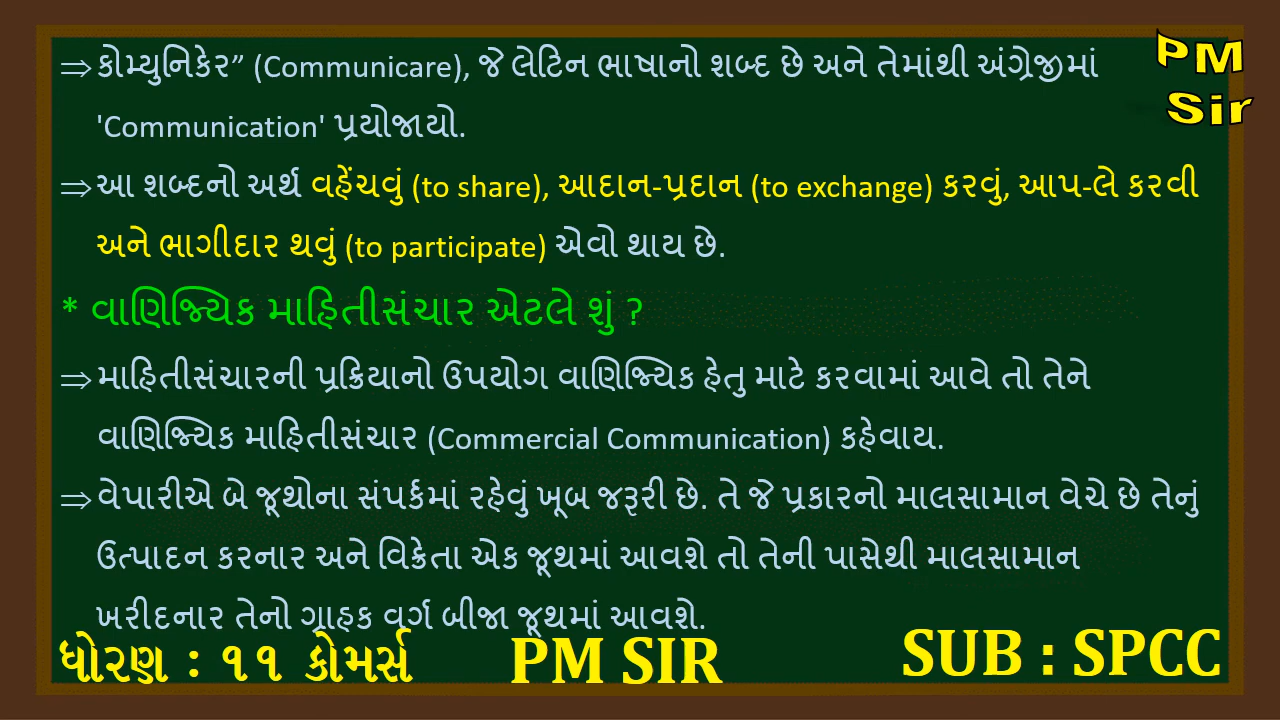 PM
Sir
⇒ કોમ્યુનિકેર” (Communicare), જે લેટિન ભાષાનો શબ્દ છે અને તેમાંથી અંગ્રેજીમાં
'Communication' પ્રયોજાયો.
⇒ આ શબ્દનો અર્થ વહેંચવું (to share), આદાન-પ્રદાન (to exchange) કરવું, આપ-લે કરવી
અને ભાગીદાર થવું (to participate) એવો થાય છે.
* વાણિજ્યિક માહિતીસંચાર એટલે શું ?
⇒ માહિતીસંચારની પ્રક્રિયાનો ઉપયોગ વાણિજ્યિક હેતુ માટે કરવામાં આવે તો તેને
વાણિજ્યિક માહિતીસંચાર (Commercial Communication) કહેવાય.
⇒ વેપારીએ બે જૂથોના સંપર્કમાં રહેવું ખૂબ જરૂરી છે. તે જે પ્રકારનો માલસામાન વેચે છે તેનું
ઉત્પાદન કરનાર અને વિક્રેતા એક જૂથમાં આવશે તો તેની પાસેથી માલસામાન
ખરીદનાર તેનો ગ્રાહક વર્ગ બીજા જૂથમાં આવશે.
ધોરણ : ૧૧ કોમર્સ PM SIR SUB : SPCC